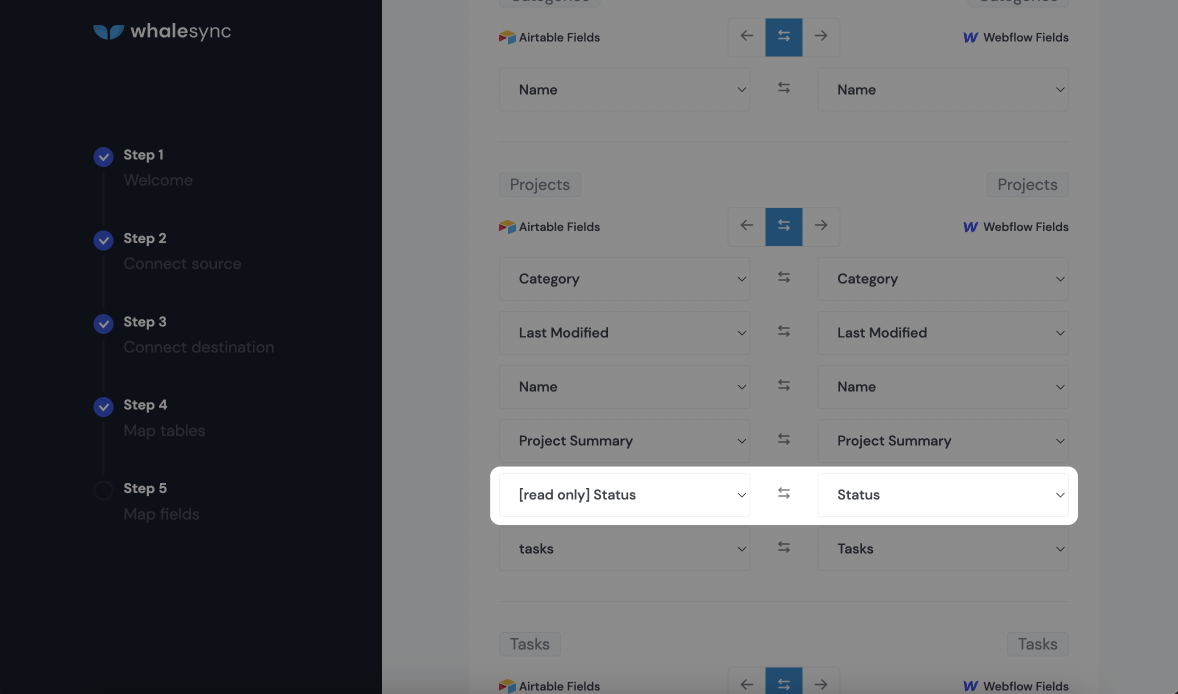 whalesync
Step 1
Welcome
Step 2
Connect source
Step 3
Connect destination
Step 4
Map tables
Step 5
Map fields
Categories Categories
Airtable Fields Webflow Fields
Name Name
Projects Projects
Airtable Fields Webflow Fields
Category Category
Last Modified Last Modified
Name Name
Project Summary Project Summary
[read only] Status Status
tasks Tasks
Tasks Tasks
Airtable Fields Webflow Fields